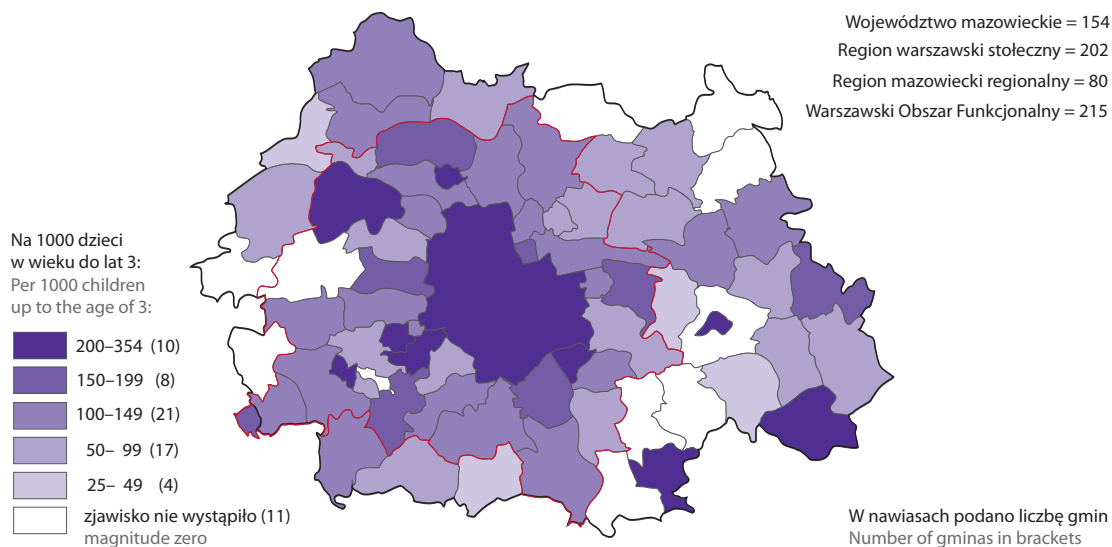 Województwo mazowieckie = 154
Region warszawski stołeczny = 202
Region mazowiecki regionalny = 80
Warszawski Obszar Funkcjonalny = 215
Na 1000 dzieci
w wieku do lat 3:
Per 1000 children
up to the age of 3:
200–354 (10)
150–199 (8)
100–149 (21)
50– 99 (17)
25– 49 (4)
zjawisko nie wystąpiło (11)
magnitude zero
W nawiasach podano liczbę gmin
Number of gminas in brackets